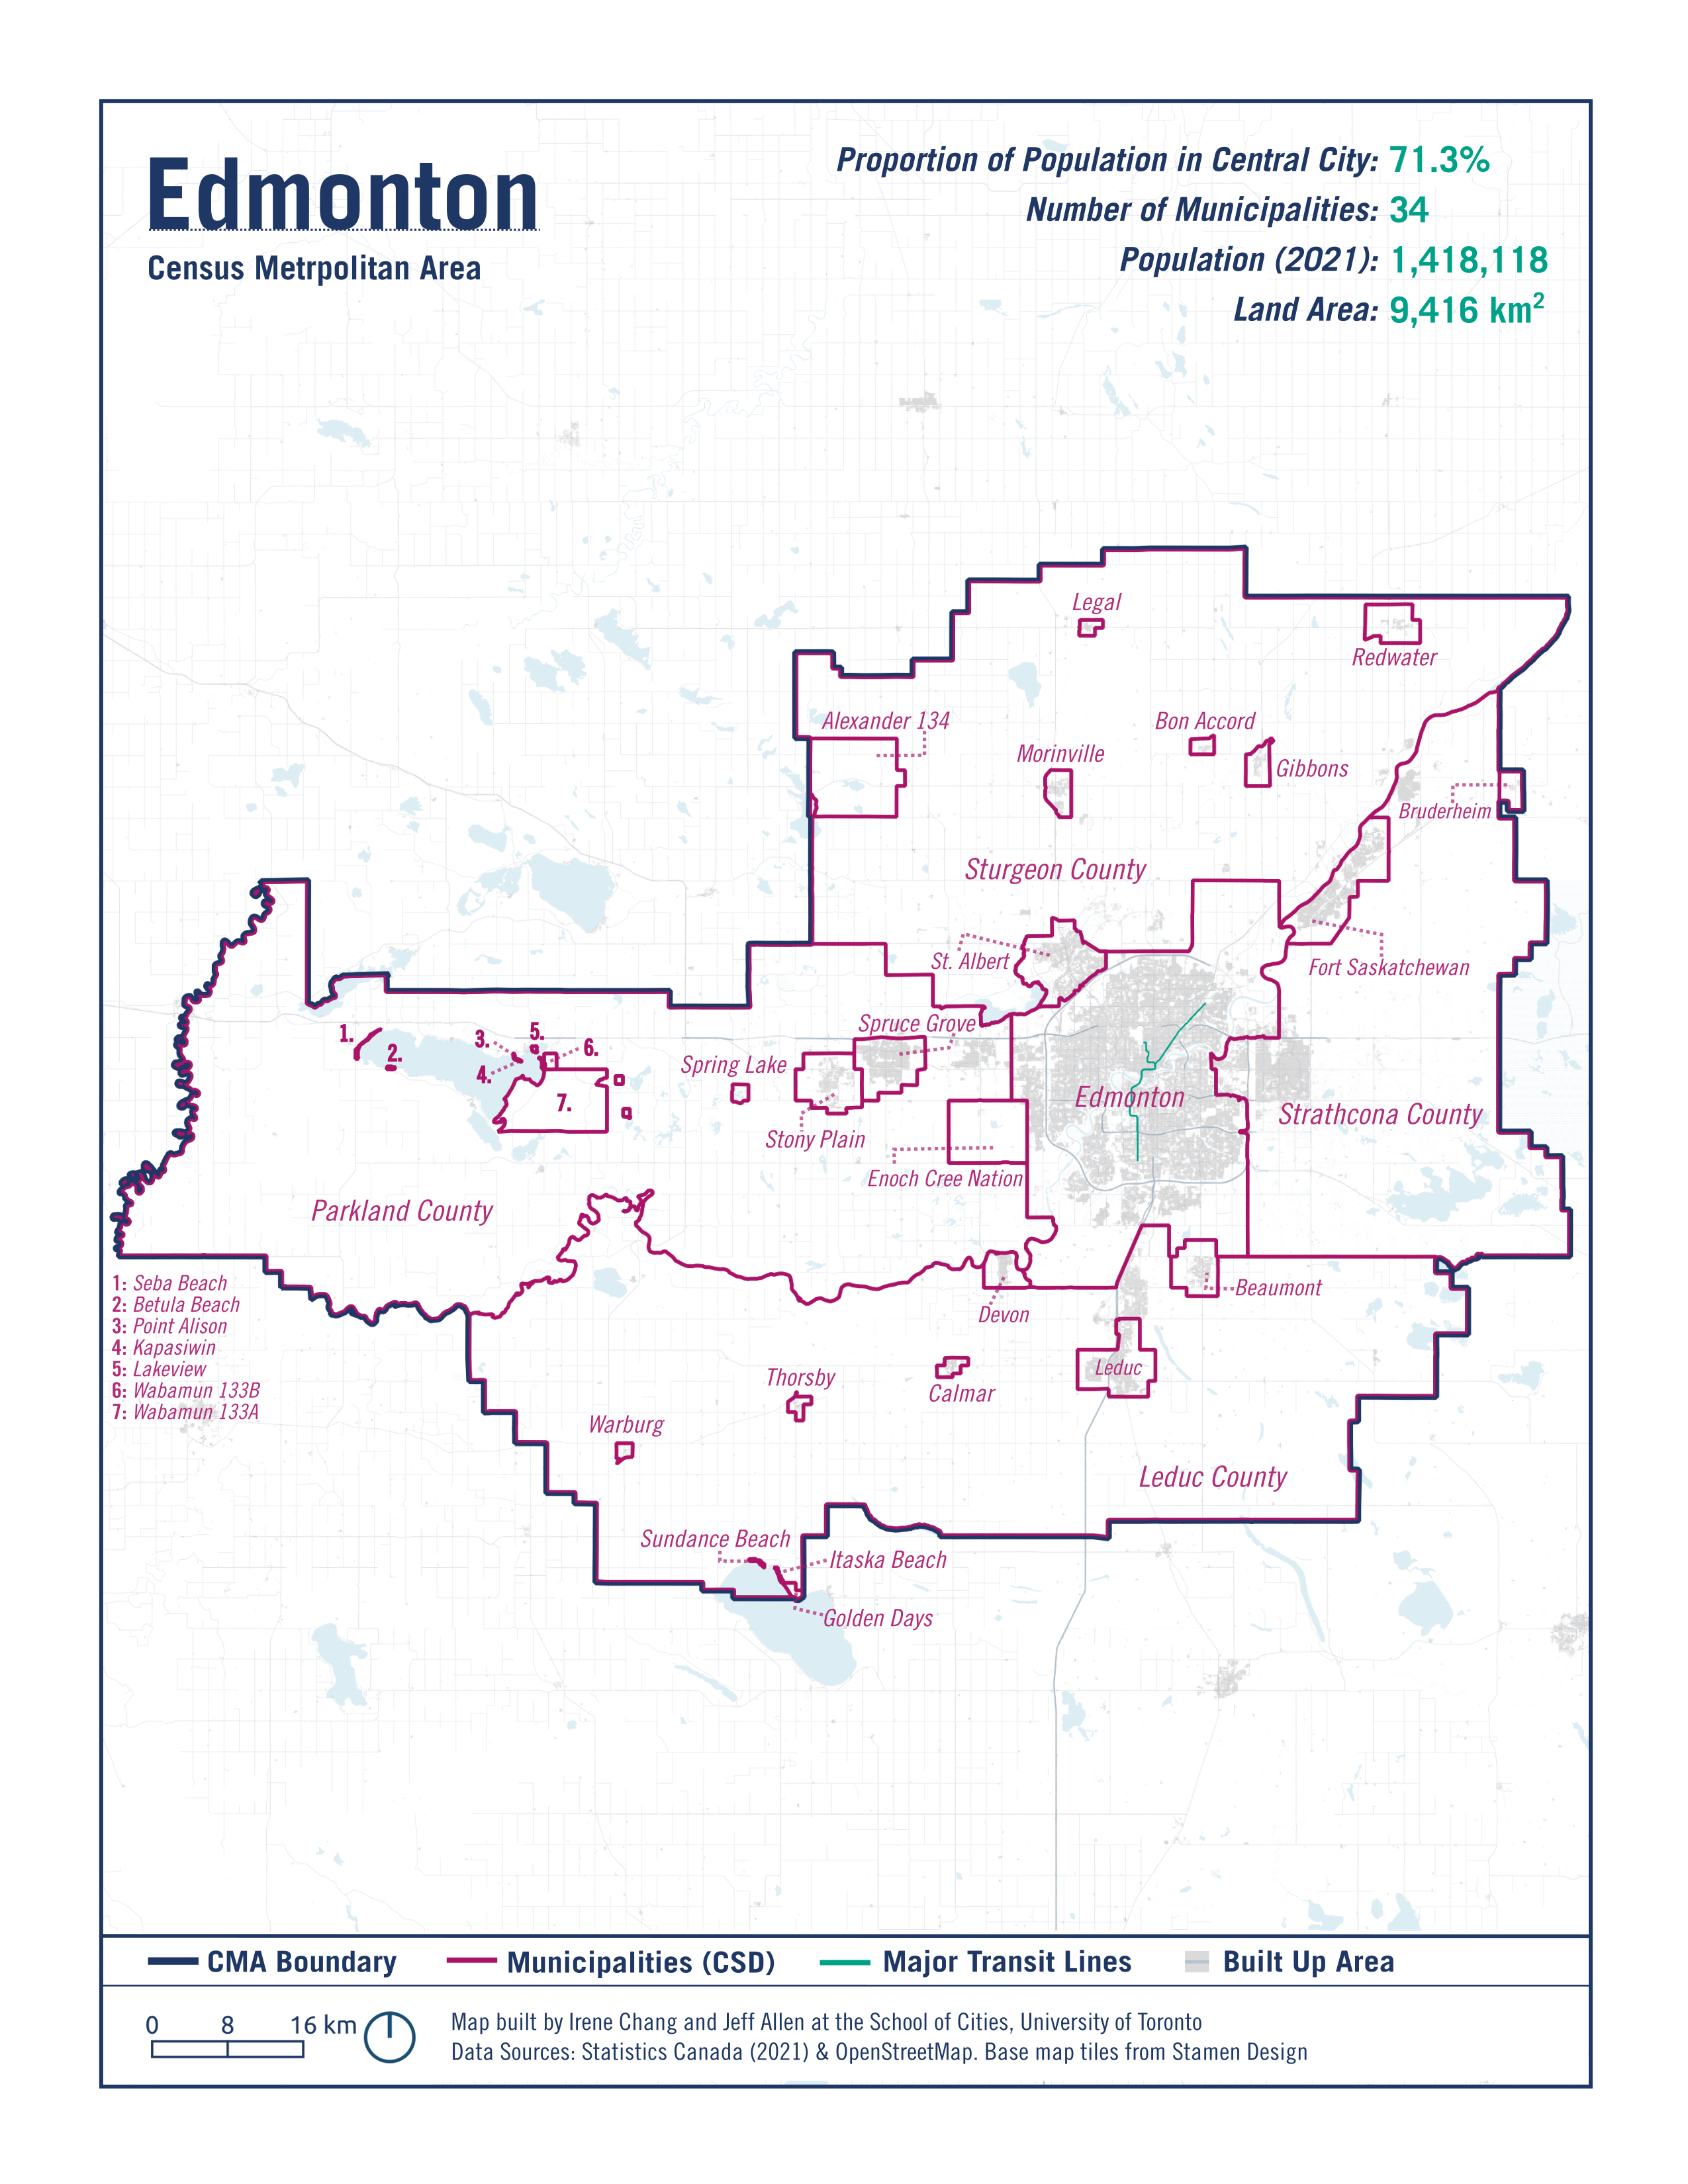 Edmonton
Census Metrpolitan Area
Proportion of Population in Central City: 71.3%
Number of Municipalities: 34
Population (2021): 1,418,118
Land Area: 9,416 km²
Legal
Redwater
Alexander 134
Bon Accord
Morinville
Gibbons
Bruderheim
Sturgeon County
St. Albert
Fort Saskatchewan
Spruce Grove
1.
2.
3.
4.
5.
6.
7.
Spring Lake
Edmonton
Strathcona County
Stony Plain
Enoch Cree Nation
Parkland County
1: Seba Beach
2: Betula Beach
3: Point Alison
4: Kapasiwin
5: Lakeview
6: Wabamun 133B
7: Wabamun 133A
Beaumont
Devon
Leduc
Thorsby
Calmar
Warburg
Leduc County
Sundance Beach
Itaska Beach
Golden Days
CMA Boundary
Municipalities (CSD)
Major Transit Lines
Built Up Area
0 8 16 km
Map built by Irene Chang and Jeff Allen at the School of Cities, University of Toronto
Data Sources: Statistics Canada (2021) & OpenStreetMap. Base map tiles from Stamen Design